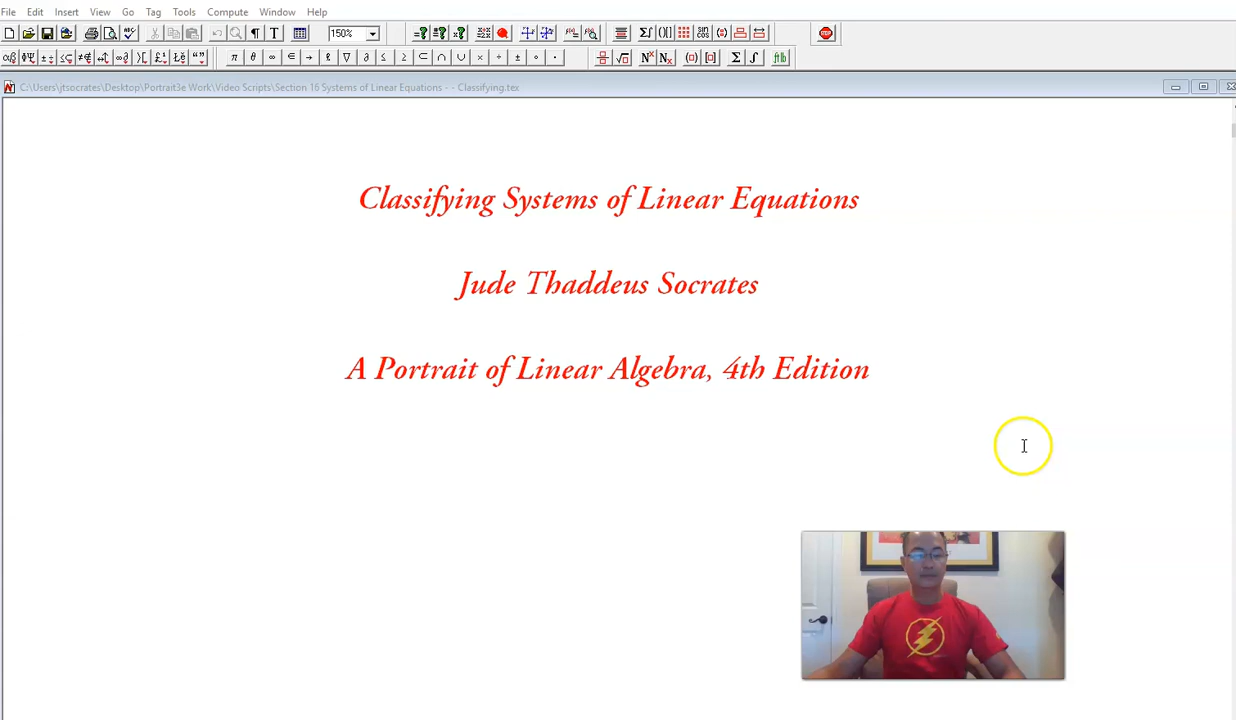 File Edit Insert View Go Tag Tools Compute Window Help
150%
C:\Users\jtsocrates\Desktop\Portrait3e Work\Video Scripts\Section 16 Systems of Linear Equations - - Classifying.tex
Classifying Systems of Linear Equations
Jude Thaddeus Socrates
A Portrait of Linear Algebra, 4th Edition